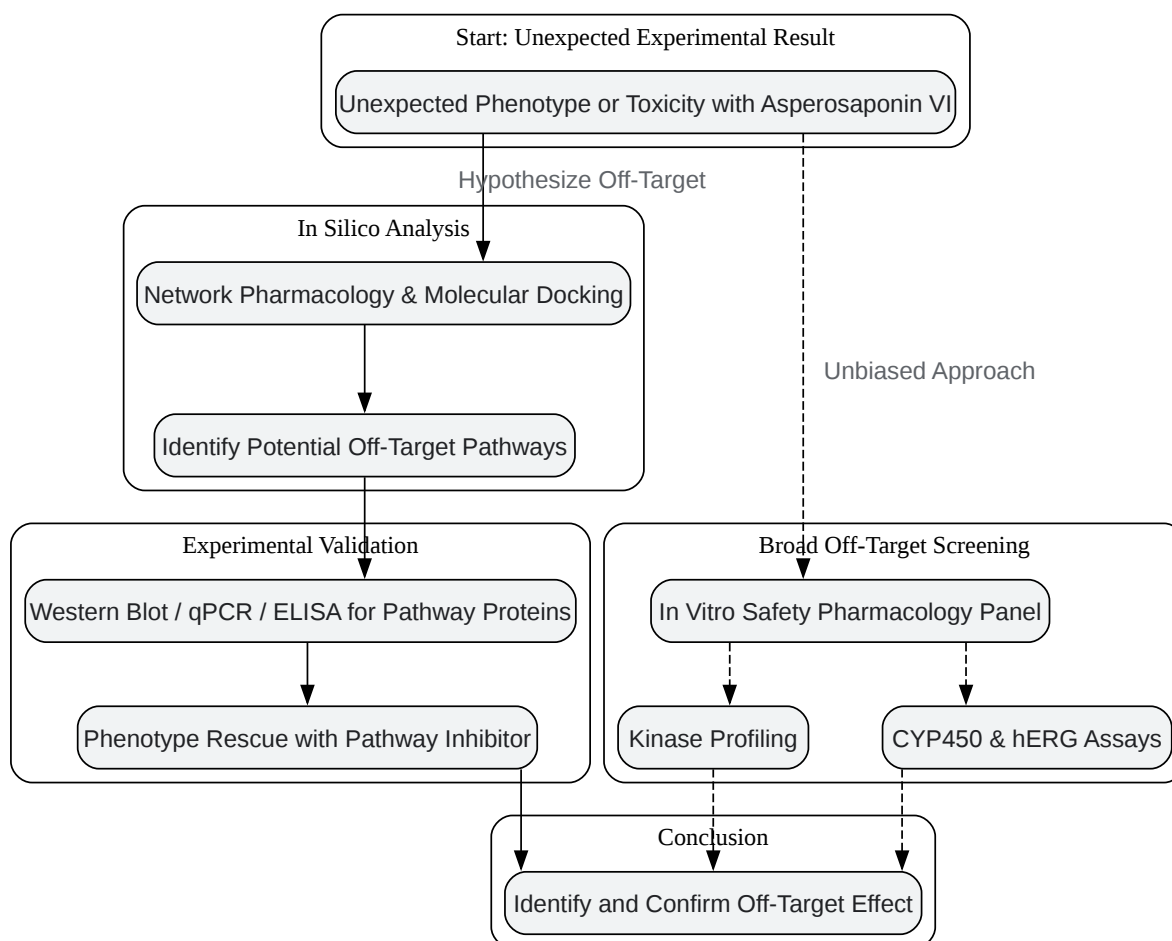 Start: Unexpected Experimental Result
Unexpected Phenotype or Toxicity with Asperosaponin VI
Hypothesize Off-Target
In Silico Analysis
Network Pharmacology & Molecular Docking
Unbiased Approach
Identify Potential Off-Target Pathways
Experimental Validation
Broad Off-Target Screening
Western Blot / qPCR / ELISA for Pathway Proteins
In Vitro Safety Pharmacology Panel
Phenotype Rescue with Pathway Inhibitor
Kinase Profiling
CYP450 & hERG Assays
Conclusion
Identify and Confirm Off-Target Effect